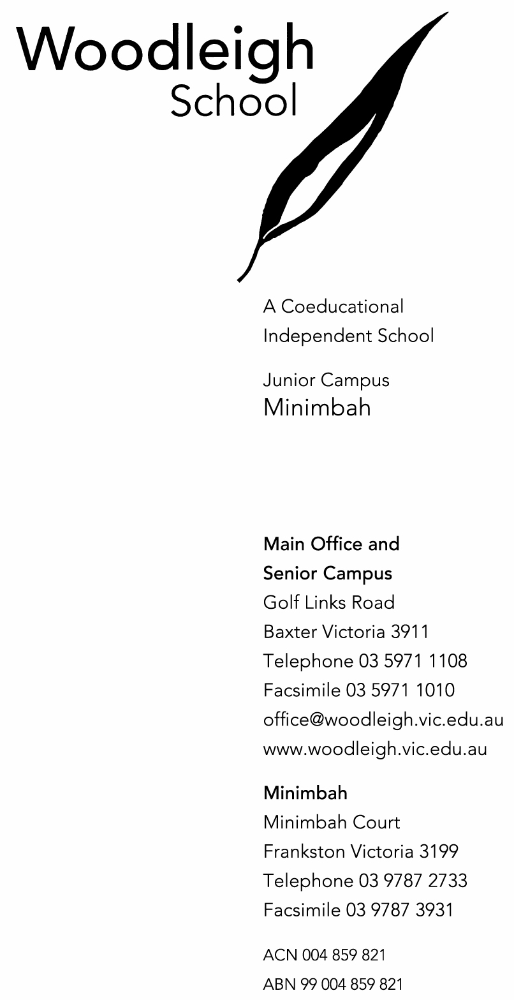 Woodleigh
School
A Coeducational
Independent School
Junior Campus
Minimbah
Main Office and
Senior Campus
Golf Links Road
Baxter Victoria 3911
Telephone 03 5971 1108
Facsimile 03 5971 1010
office@woodleigh.vic.edu.au
www.woodleigh.vic.edu.au
Minimbah
Minimbah Court
Frankston Victoria 3199
Telephone 03 9787 2733
Facsimile 03 9787 3931
ACN 004 859 821
ABN 99 004 859 821